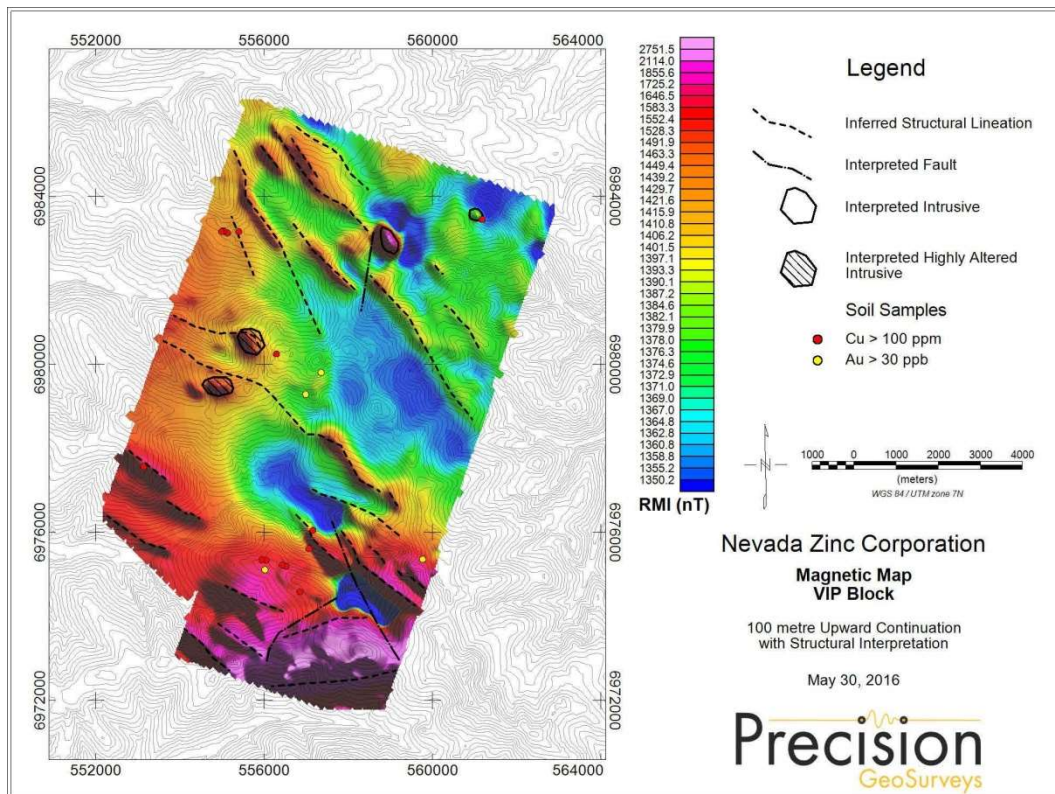 552000 556000 560000 564000
6984000
6984000
6980000
6980000
6976000
6976000
6972000
6972000
552000 556000 560000 564000
2751.5
2114.0
1855.6
1725.2
1646.5
1583.3
1552.4
1528.3
1491.9
1463.3
1449.4
1439.2
1429.7
1421.6
1415.9
1410.8
1406.2
1401.5
1397.1
1393.3
1390.1
1387.2
1384.6
1382.1
1379.9
1378.0
1376.3
1374.6
1372.9
1371.0
1369.0
1367.0
1364.8
1362.8
1360.8
1358.8
1355.2
1350.2
RMI (nT)
Legend
Inferred Structural Lineation
Interpreted Fault
Interpreted Intrusive
Interpreted Highly Altered
Intrusive
Soil Samples
Cu > 100 ppm
Au > 30 ppb
N
1000 0 1000 2000 3000 4000
(meters)
WGS 84 / UTM zone 7N
Nevada Zinc Corporation
Magnetic Map
VIP Block
100 metre Upward Continuation
with Structural Interpretation
May 30, 2016
Precision
GeoSurveys